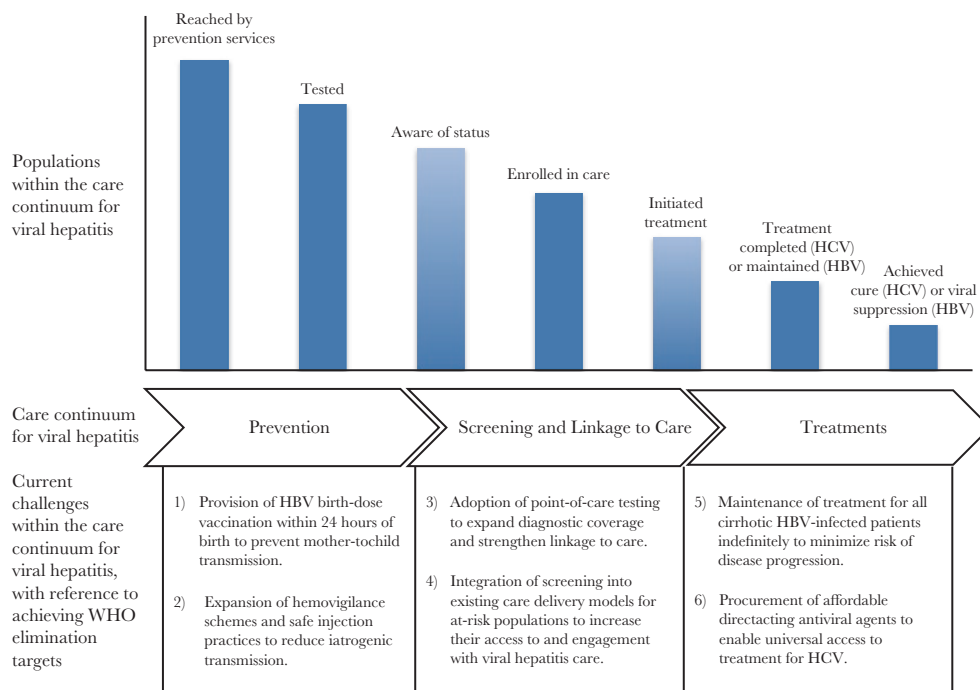 Reached by
prevention services
Tested
Aware of status
Enrolled in care
Initiated
treatment
Treatment
completed (HCV)
or maintained (HBV)
Achieved
cure (HCV) or viral
suppression (HBV)
Populations
within the care
continuum for
viral hepatitis
Care continuum
for viral hepatitis
Prevention
Screening and Linkage to Care
Treatments
Current
challenges
within the care
continuum for
viral hepatitis,
with reference to
achieving WHO
elimination
targets
1) Provision of HBV birth-dose
vaccination within 24 hours of
birth to prevent mother-tochild
transmission.
2) Expansion of hemovigilance
schemes and safe injection
practices to reduce iatrogenic
transmission.
3) Adoption of point-of-care testing
to expand diagnostic coverage
and strengthen linkage to care.
4) Integration of screening into
existing care delivery models for
at-risk populations to increase
their access to and engagement
with viral hepatitis care.
5) Maintenance of treatment for all
cirrhotic HBV-infected patients
indefinitely to minimize risk of
disease progression.
6) Procurement of affordable
directacting antiviral agents to
enable universal access to
treatment for HCV.